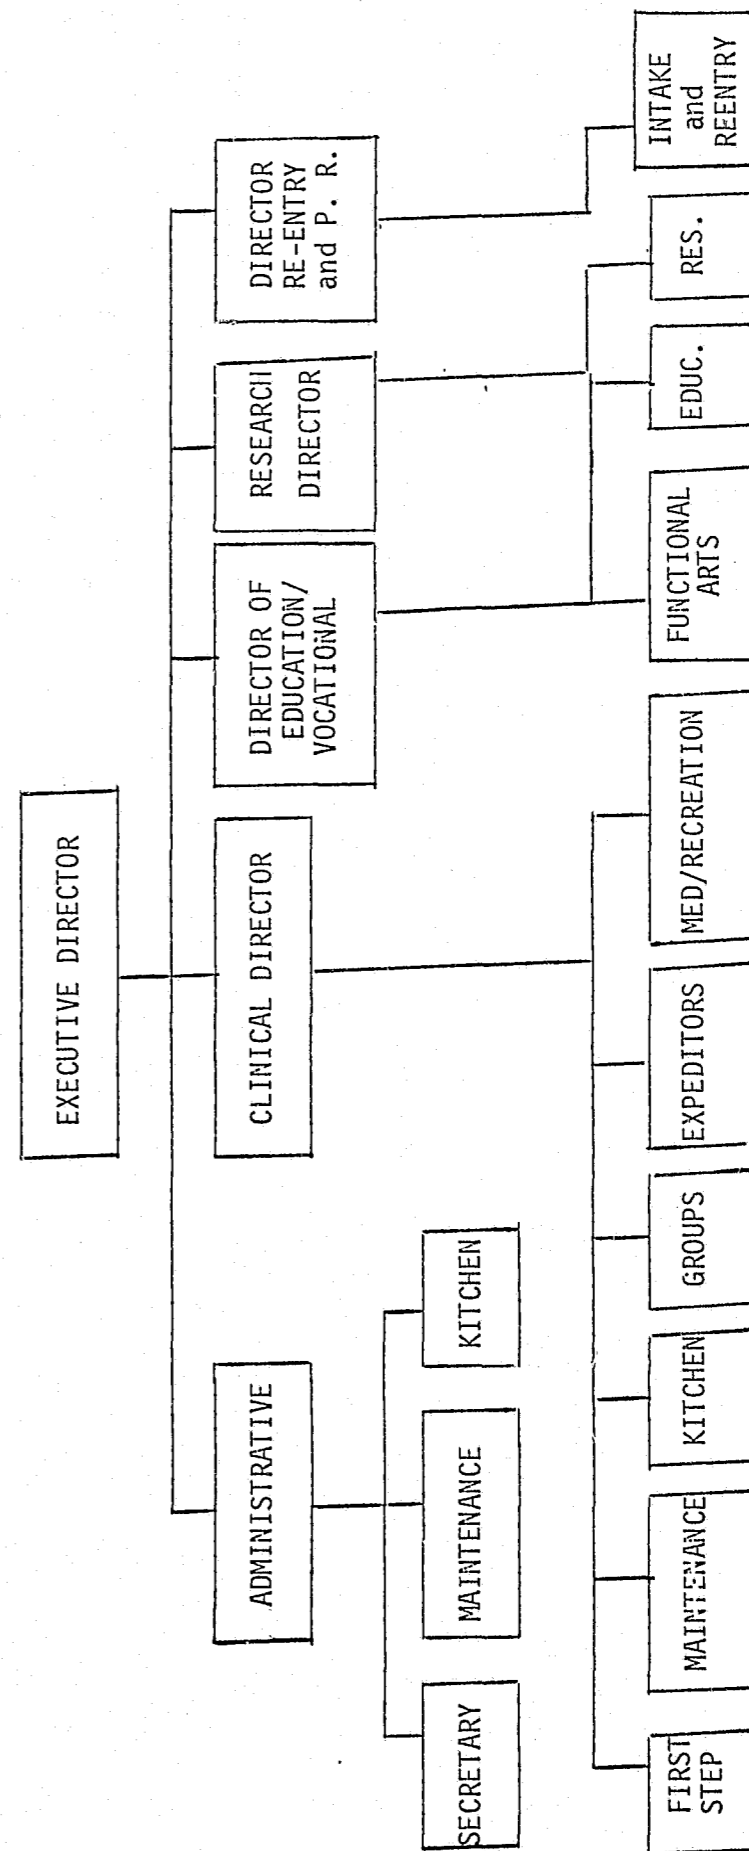 EXECUTIVE DIRECTOR
ADMINISTRATIVE
CLINICAL DIRECTOR
DIRECTOR OF
EDUCATION/
VOCATIONAL
RESEARCH
DIRECTOR
DIRECTOR
RE-ENTRY
and P. R.
SECRETARY
MAINTENANCE
KITCHEN
FIRST
STEP
MAINTENANCE
KITCHEN
GROUPS
EXPEDITORS
MED/RECREATION
FUNCTIONAL
ARTS
EDUC.
RES.
INTAKE
and
REENTRY